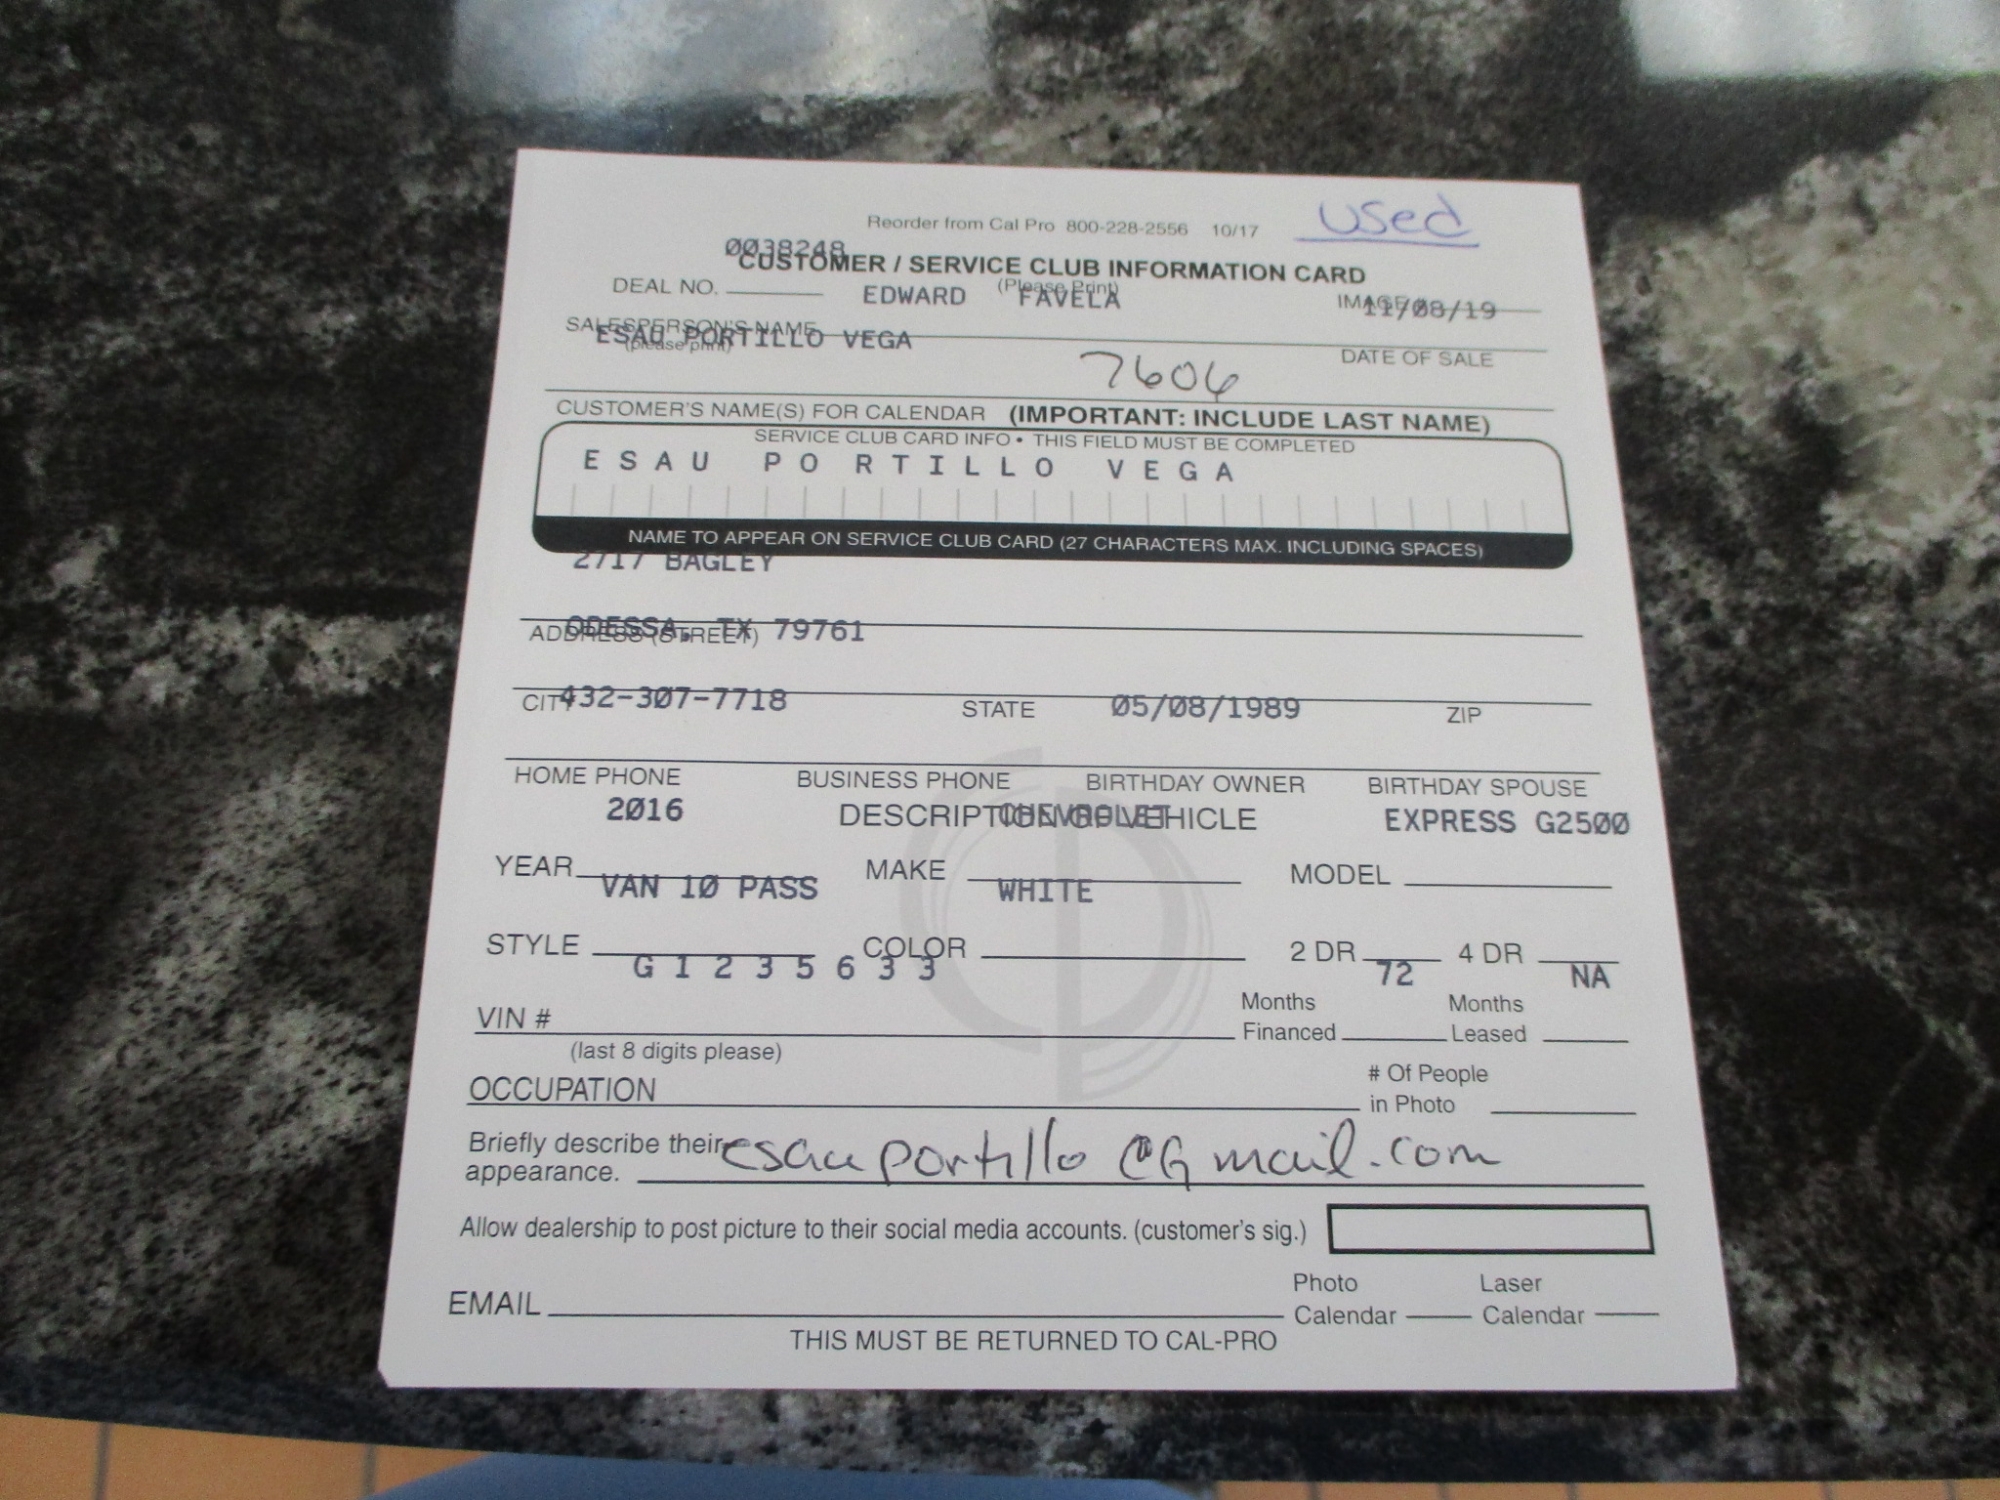 Reorder from Cal Pro 800-228-2556 10/17 used
0038248
CUSTOMER / SERVICE CLUB INFORMATION CARD
(Please Print)
DEAL NO. EDWARD FAVELA IMAGE # 11/08/19
SALESPERSON'S NAME
(please print)
ESAU PORTILLO VEGA
DATE OF SALE
7606
CUSTOMER'S NAME(S) FOR CALENDAR (IMPORTANT: INCLUDE LAST NAME)
SERVICE CLUB CARD INFO • THIS FIELD MUST BE COMPLETED
ESAU PORTILLO VEGA
NAME TO APPEAR ON SERVICE CLUB CARD (27 CHARACTERS MAX. INCLUDING SPACES)
2717 BAGLEY
ODESSA, TX 79761
ADDRESS (STREET)
432-307-7718 05/08/1989
CITY STATE ZIP
HOME PHONE BUSINESS PHONE BIRTHDAY OWNER BIRTHDAY SPOUSE
2016 CHEVROLET EXPRESS G2500
DESCRIPTION OF VEHICLE
YEAR MAKE MODEL
VAN 10 PASS WHITE
STYLE COLOR 2 DR 4 DR
G1235633 72 NA
VIN # Months Financed Months Leased
(last 8 digits please)
OCCUPATION # Of People in Photo
Briefly describe their appearance. esauportillo@Gmail.com
Allow dealership to post picture to their social media accounts. (customer's sig.)
EMAIL Photo Calendar Laser Calendar
THIS MUST BE RETURNED TO CAL-PRO